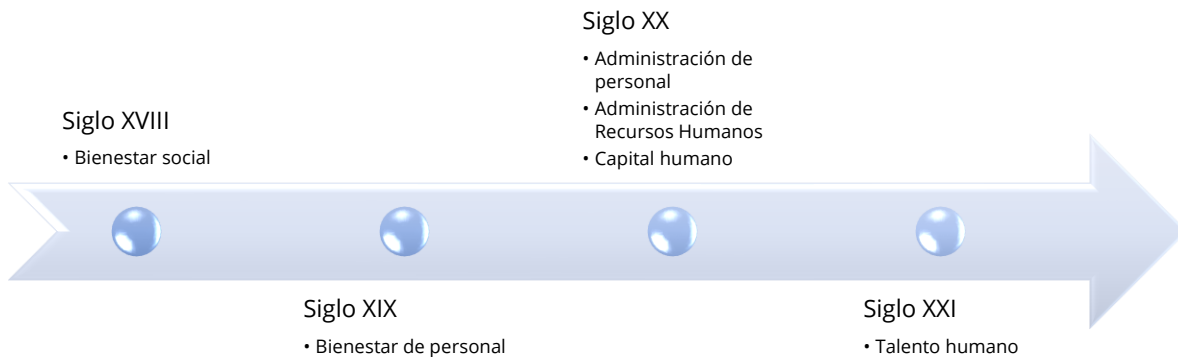 Siglo XVIII
• Bienestar social
Siglo XIX
• Bienestar de personal
Siglo XX
• Administración de
personal
• Administración de
Recursos Humanos
• Capital humano
Siglo XXI
• Talento humano